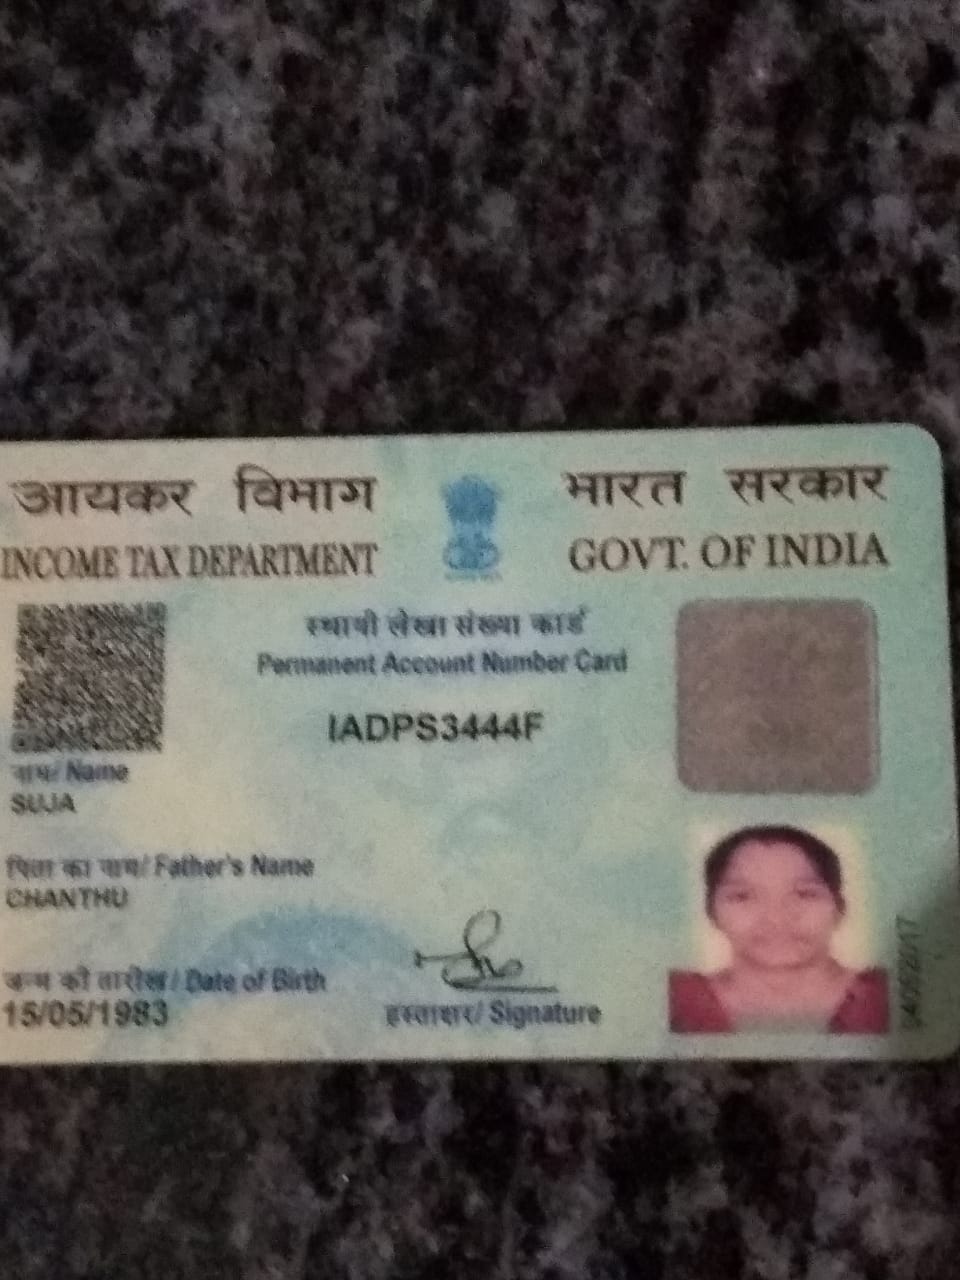 आयकर विभाग
INCOME TAX DEPARTMENT
भारत सरकार
GOVT. OF INDIA
स्थायी लेखा संख्या कार्ड
Permanent Account Number Card
IADPS3444F
नाम/ Name
SUJA
पिता का नाम/ Father's Name
CHANTHU
जन्म की तारीख/ Date of Birth
15/05/1983
हस्ताक्षर/ Signature